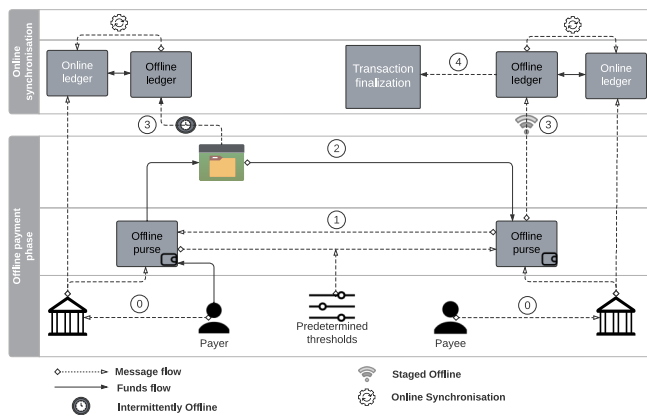 Online
synchronisation
Online
ledger
Offline
ledger
Transaction
finalization
4
Offline
ledger
Online
ledger
3
3
Offline payment
phase
2
1
Offline
purse
Offline
purse
0
0
Payer
Predetermined
thresholds
Payee
Message flow
Funds flow
Intermittently Offline
Staged Offline
Online Synchronisation